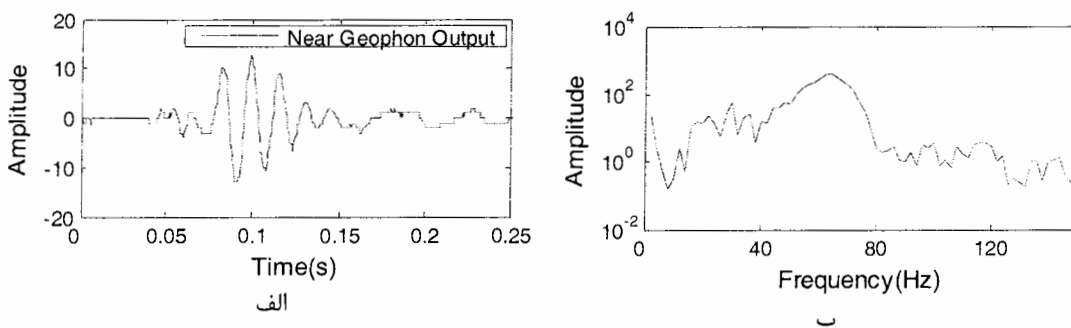 Near Geophon Output
Amplitude
20
10
0
-10
-20
0
0.05
0.1
0.15
0.2
0.25
Time(s)
الف
Amplitude
10^4
10^2
10^0
10^-2
40
80
120
Frequency(Hz)
ب